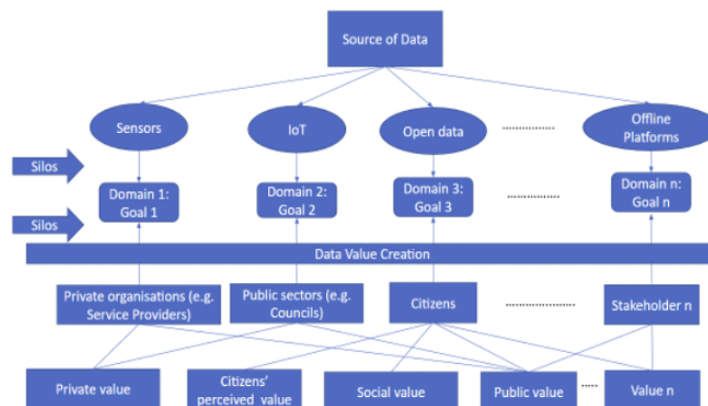 Source of Data
Sensors
IoT
Open data
Offline
Platforms
Silos
Domain 1:
Goal 1
Domain 2:
Goal 2
Domain 3:
Goal 3
Domain n:
Goal n
Silos
Data Value Creation
Private organisations (e.g.
Service Providers)
Public sectors (e.g.
Councils)
Citizens
Stakeholder n
Private value
Citizens'
perceived value
Social value
Public value
Value n